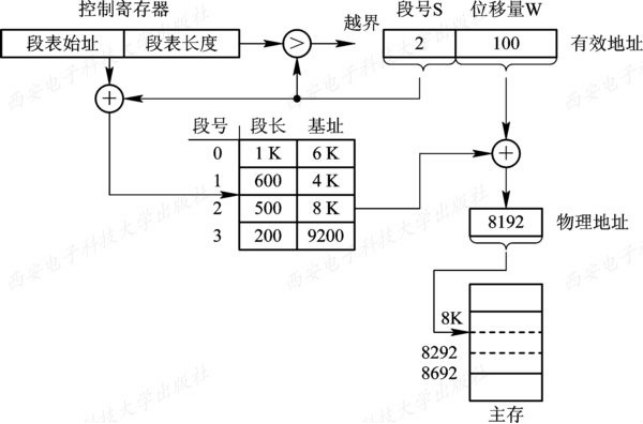 控制寄存器
段表始址 段表长度
>
越界
段号S 位移量W
2 100
有效地址
+
段号 段长 基址
0 1 K 6 K
1 600 4 K
2 500 8 K
3 200 9200
+
8192
物理地址
8K
8292
8692
主存
西安电子科技大学出版社